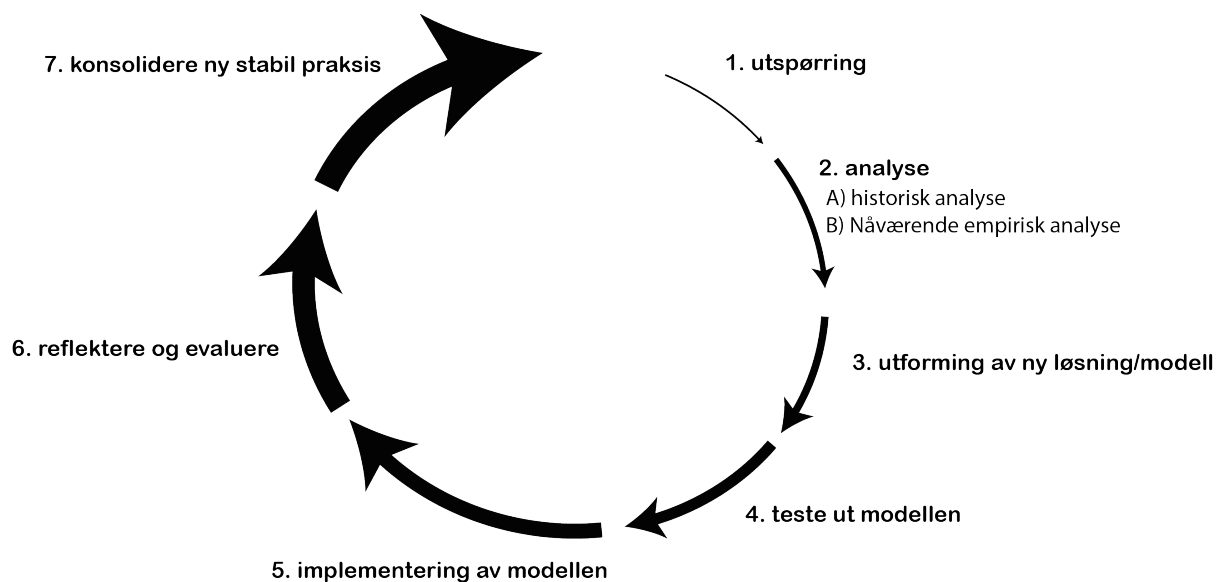 1. utspørring
2. analyse
A) historisk analyse
B) Nåværende empirisk analyse
3. utforming av ny løsning/modell
4. teste ut modellen
5. implementering av modellen
6. reflektere og evaluere
7. konsolidere ny stabil praksis